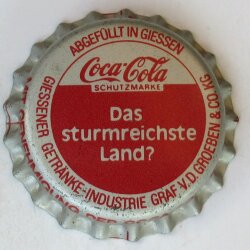 ABGEFÜLLT IN GIESSEN
Coca-Cola
SCHUTZMARKE
Das
sturmreichste
Land?
GIESSENER GETRÄNKE-INDUSTRIE GRAF V.D. GROEBEN & CO KG